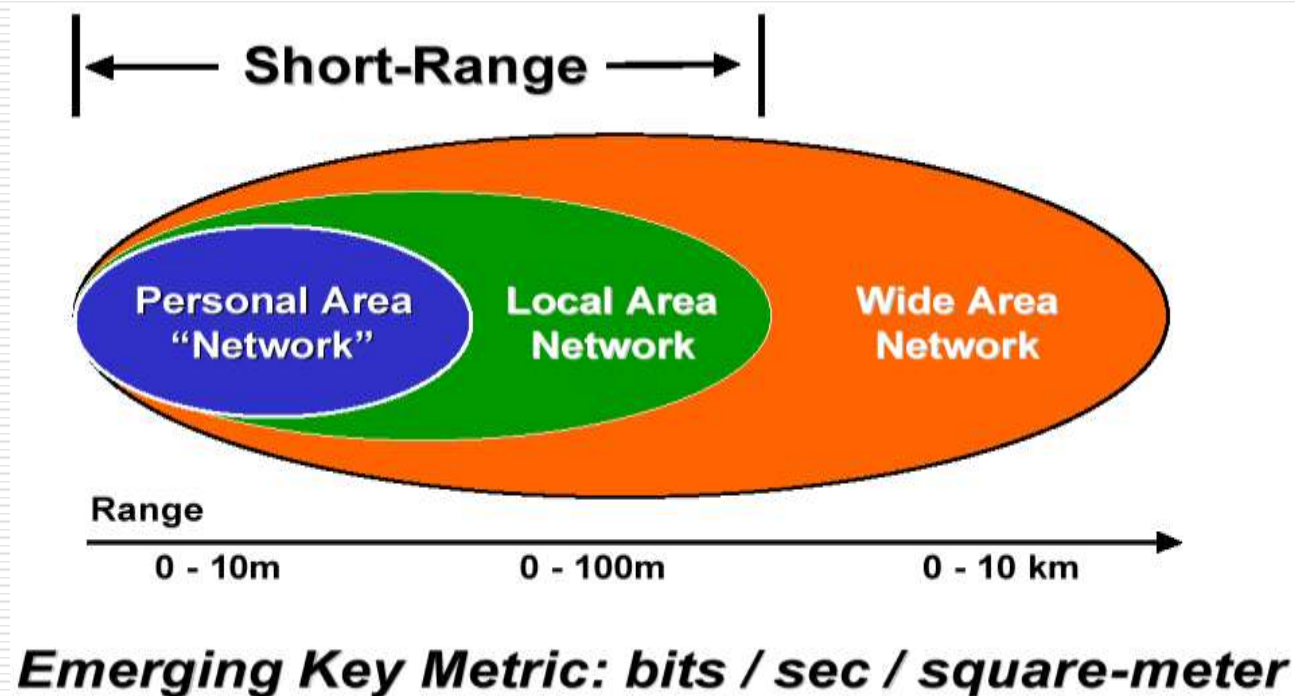 Short-Range
Personal Area
“Network”
Local Area
Network
Wide Area
Network
Range
0 - 10m
0 - 100m
0 - 10 km
Emerging Key Metric: bits / sec / square-meter